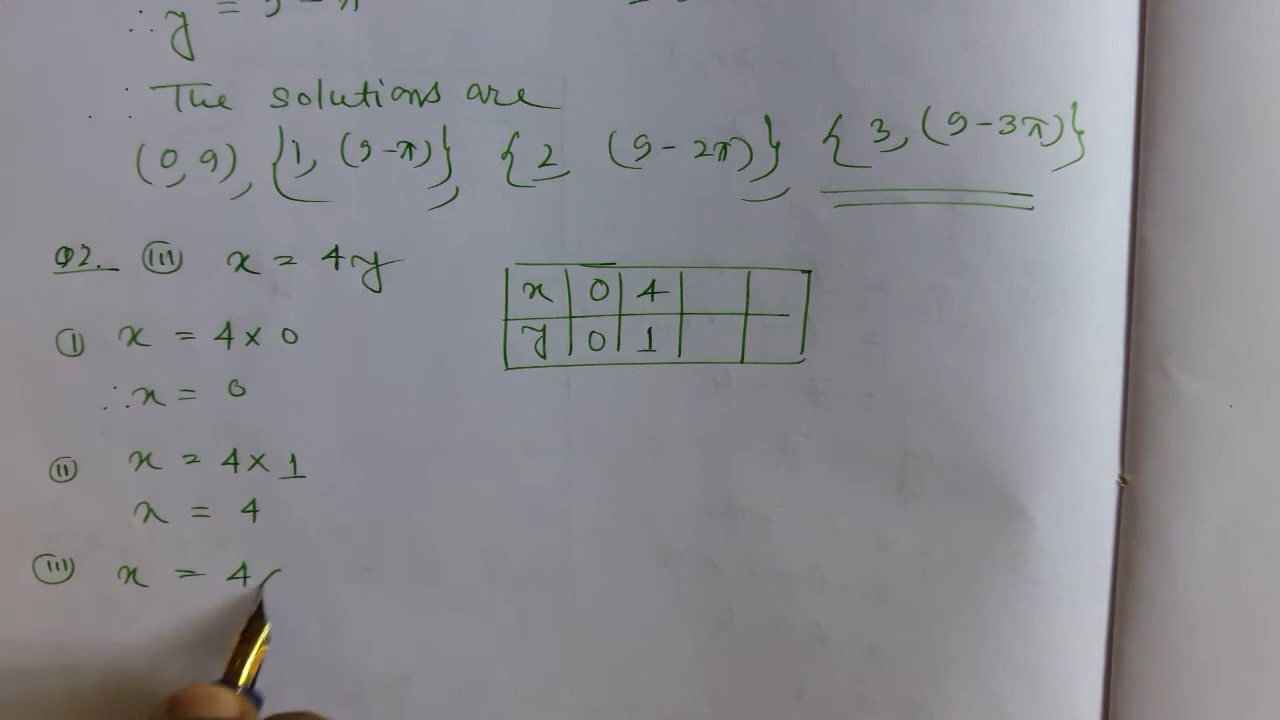 The solutions are
(0, 9), {1, (9-π)}, {2, (9-2π)}, {3, (9-3π)}
Q2. (iii) x = 4y
x 0 4
y 0 1
(i) x = 4 × 0
∴ x = 0
(ii) x = 4 × 1
x = 4
(iii) x = 4